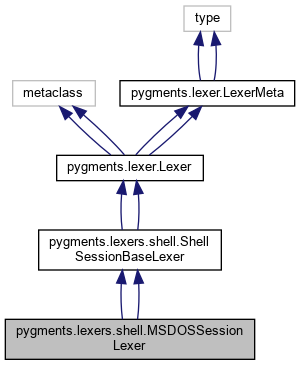 type
metaclass
pygments.lexer.LexerMeta
pygments.lexer.Lexer
pygments.lexers.shell.Shell
SessionBaseLexer
pygments.lexers.shell.MSDOSSession
Lexer